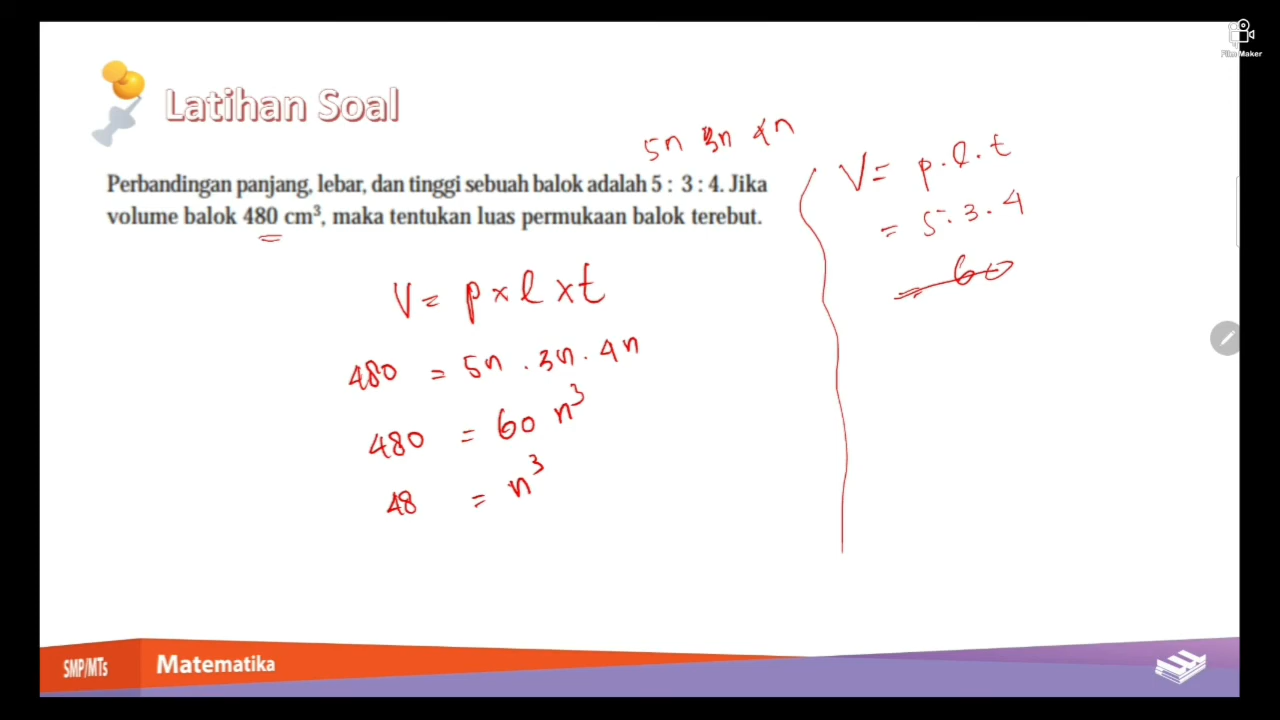 Film Maker
Latihan Soal
5n 3n 4n
Perbandingan panjang, lebar, dan tinggi sebuah balok adalah 5 : 3 : 4. Jika
volume balok 480 cm³, maka tentukan luas permukaan balok terebut.
V = p x l x t
480 = 5n . 3n . 4n
480 = 60 n³
48 = n³
V = p . l . t
= 5 . 3 . 4
= 60
SMP/MTs
Matematika